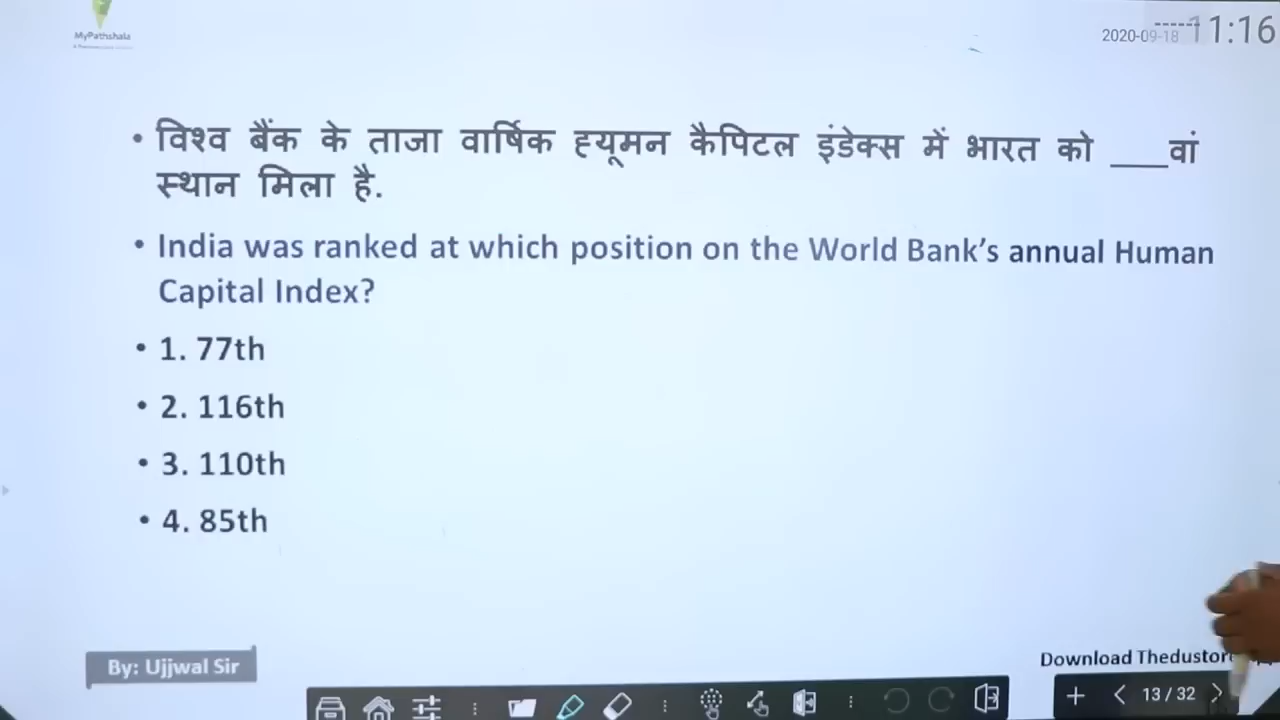 MyPathshala
2020-09-18 11:16
• विश्व बैंक के ताजा वार्षिक ह्यूमन कैपिटल इंडेक्स में भारत को ___वां
स्थान मिला है.
• India was ranked at which position on the World Bank's annual Human
Capital Index?
• 1. 77th
• 2. 116th
• 3. 110th
• 4. 85th
By: Ujjwal Sir
Download
13 / 32